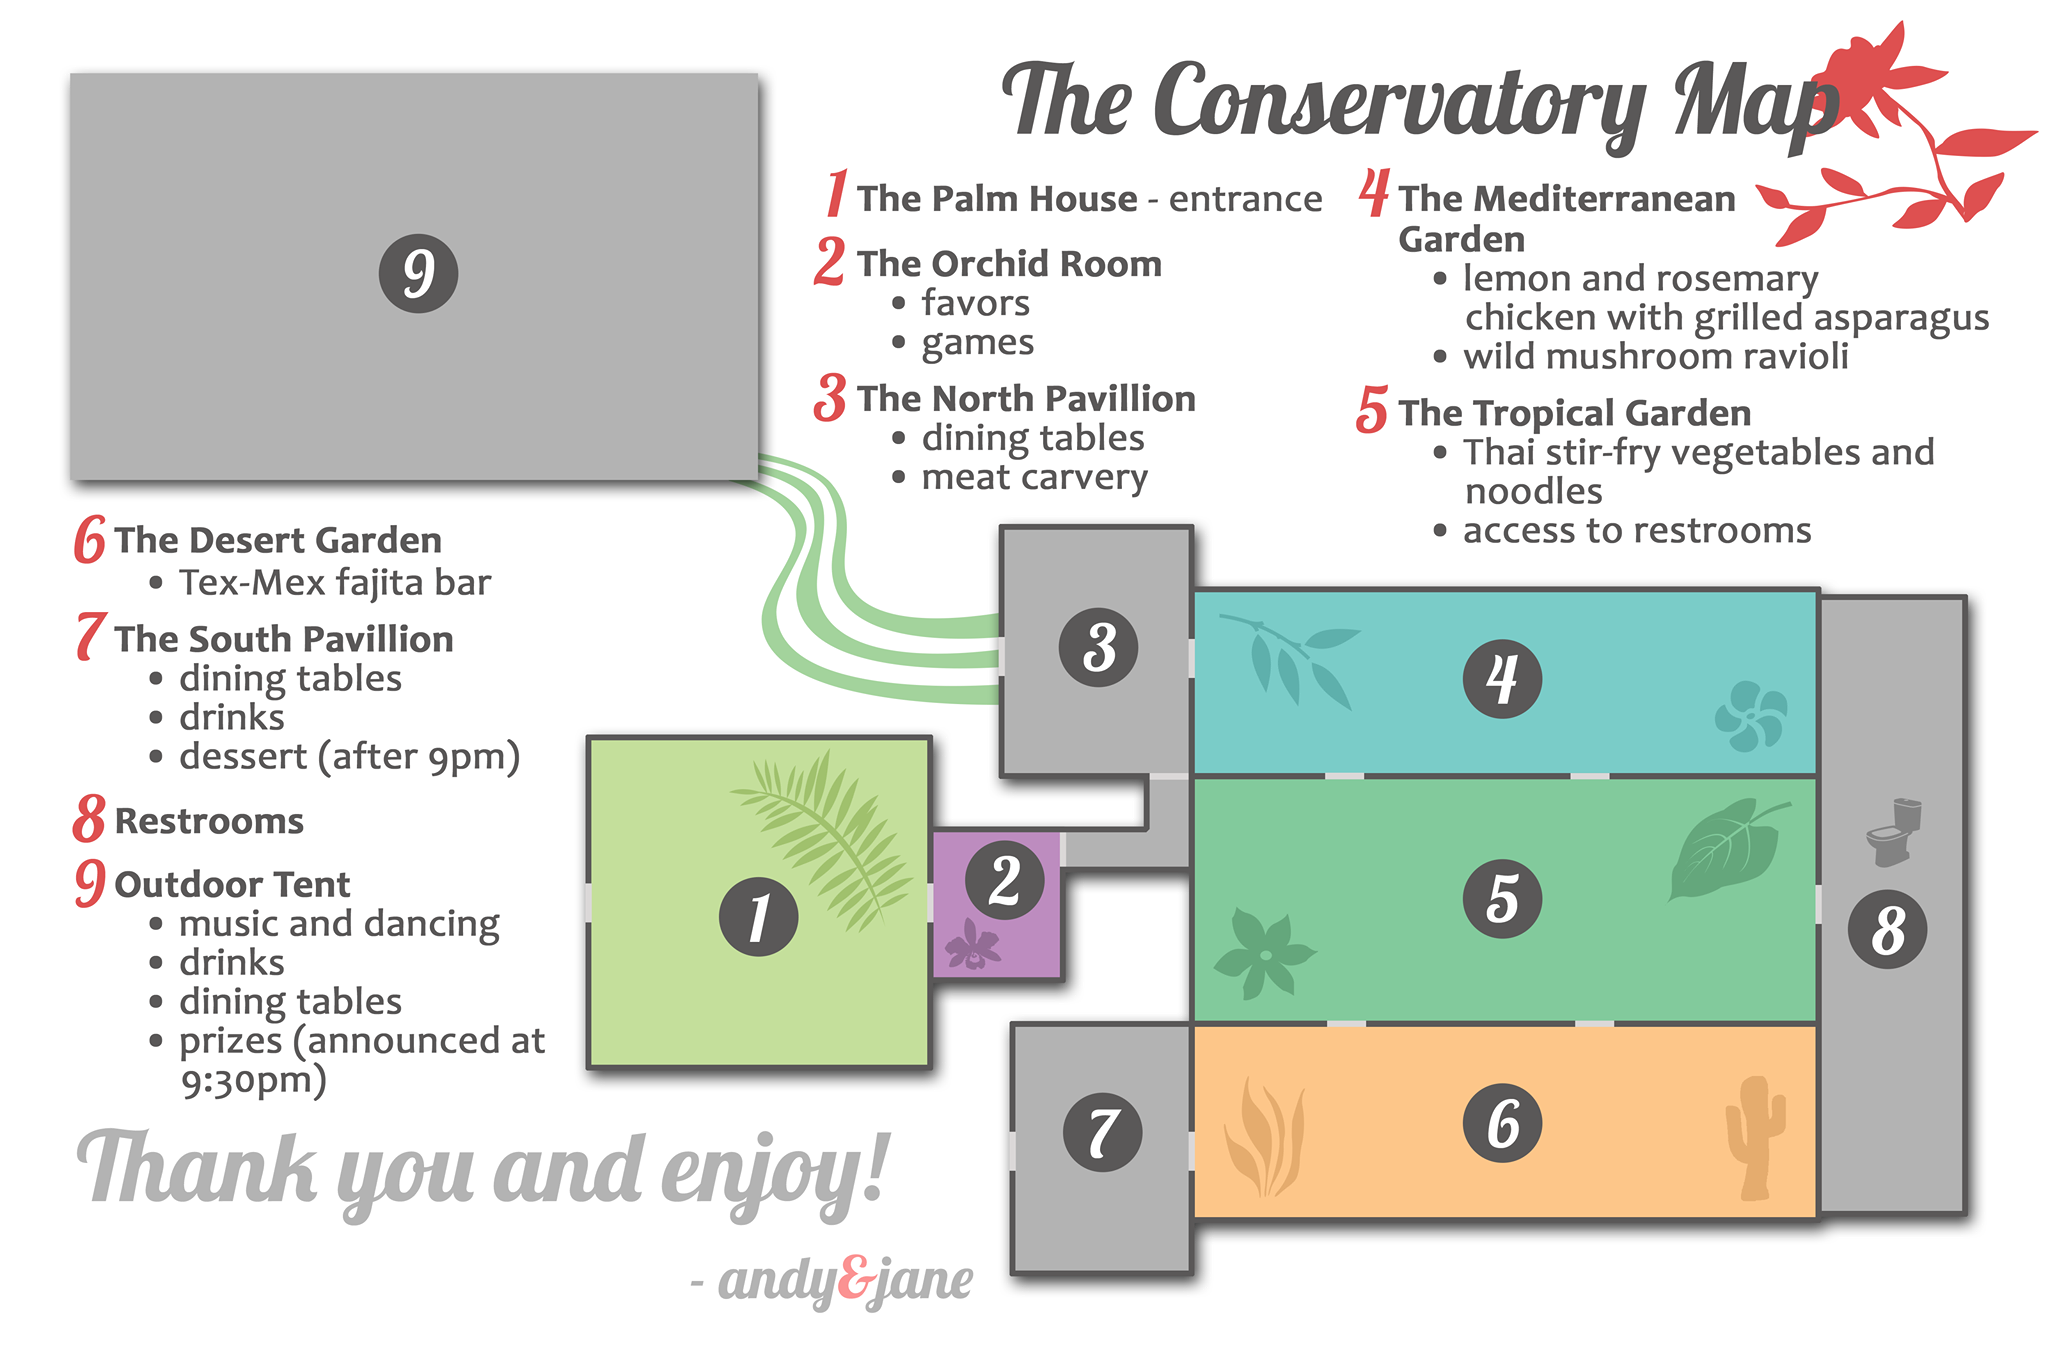 The Conservatory Map
1 The Palm House - entrance
2 The Orchid Room
• favors
• games
3 The North Pavillion
• dining tables
• meat carvery
4 The Mediterranean
Garden
• lemon and rosemary
chicken with grilled asparagus
• wild mushroom ravioli
5 The Tropical Garden
• Thai stir-fry vegetables and
noodles
• access to restrooms
6 The Desert Garden
• Tex-Mex fajita bar
7 The South Pavillion
• dining tables
• drinks
• dessert (after 9pm)
8 Restrooms
9 Outdoor Tent
• music and dancing
• drinks
• dining tables
• prizes (announced at
9:30pm)
9
3
4
1
2
5
8
7
6
Thank you and enjoy!
- andy&jane